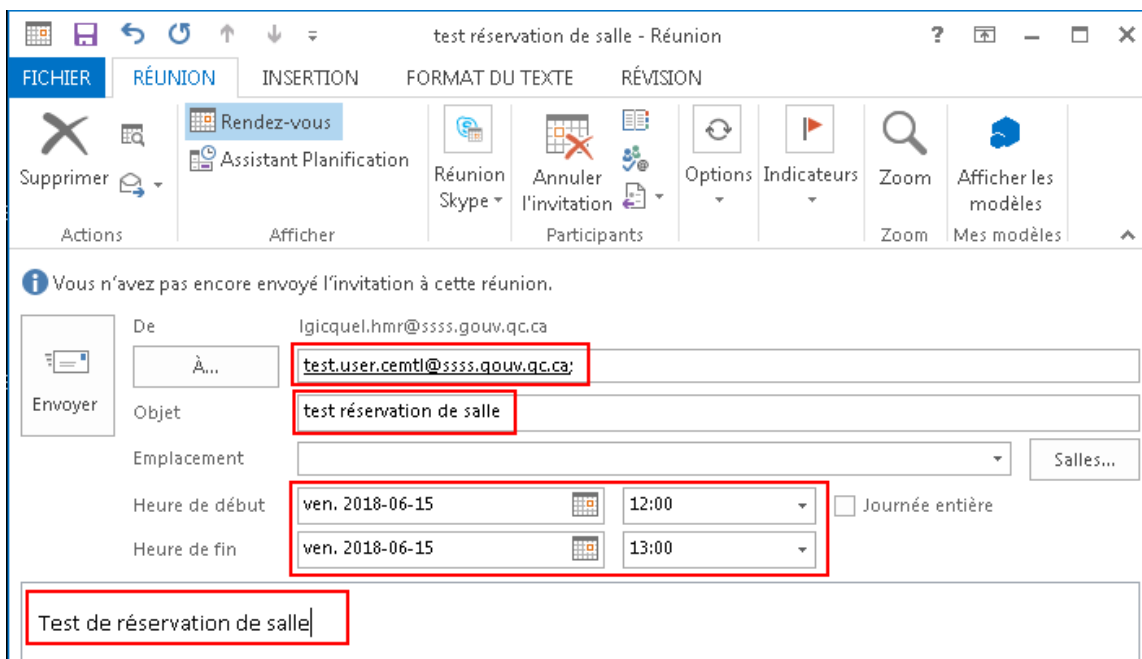 test réservation de salle - Réunion ?
FICHIER RÉUNION INSERTION FORMAT DU TEXTE RÉVISION
Supprimer
Rendez-vous
Assistant Planification
Réunion Skype
Annuler l'invitation
Options
Indicateurs
Zoom
Afficher les modèles
Actions Afficher Participants Zoom Mes modèles
Vous n'avez pas encore envoyé l'invitation à cette réunion.
Envoyer
De lgicquel.hmr@ssss.gouv.qc.ca
À... test.user.cemtl@ssss.gouv.qc.ca;
Objet test réservation de salle
Emplacement Salles...
Heure de début ven. 2018-06-15 12:00 Journée entière
Heure de fin ven. 2018-06-15 13:00
Test de réservation de salle